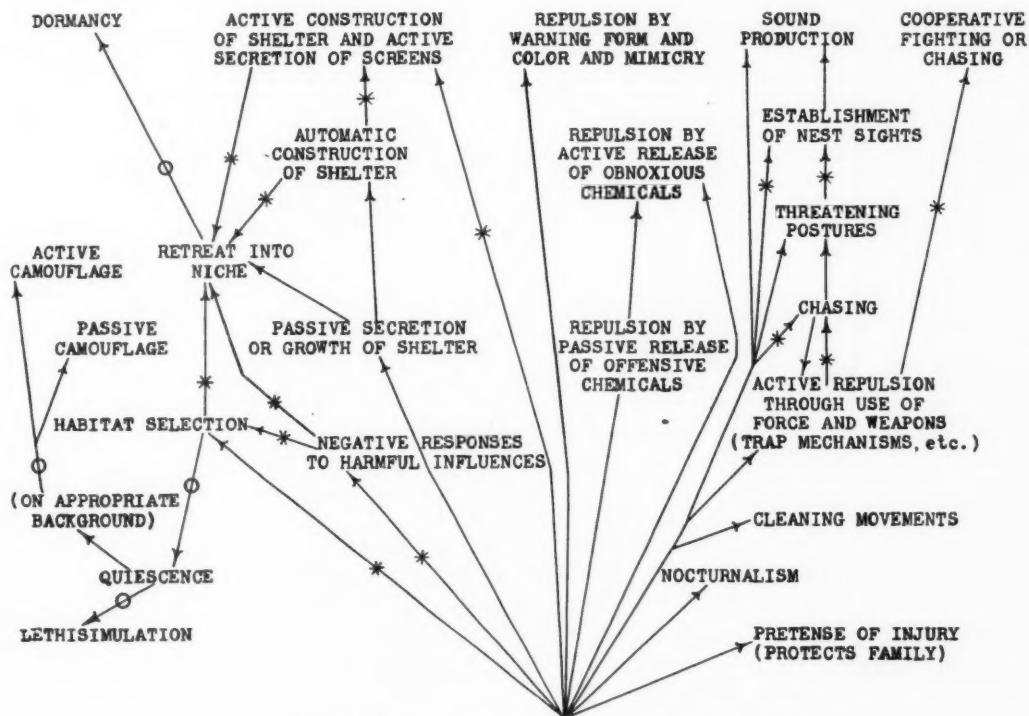 DORMANCY
ACTIVE CONSTRUCTION
OF SHELTER AND ACTIVE
SECRETION OF SCREENS
REPULSION BY
WARNING FORM AND
COLOR AND MIMICRY
SOUND
PRODUCTION
COOPERATIVE
FIGHTING OR
CHASING
AUTOMATIC
CONSTRUCTION
OF SHELTER
REPULSION BY
ACTIVE RELEASE
OF OBNOXIOUS
CHEMICALS
ESTABLISHMENT
OF NEST SIGHTS
THREATENING
POSTURES
ACTIVE
CAMOUFLAGE
RETREAT INTO
NICHE
PASSIVE
CAMOUFLAGE
PASSIVE SECRETION
OR GROWTH OF SHELTER
REPULSION BY
PASSIVE RELEASE
OF OFFENSIVE
CHEMICALS
CHASING
ACTIVE REPULSION
THROUGH USE OF
FORCE AND WEAPONS
(TRAP MECHANISMS, etc.)
HABITAT SELECTION
NEGATIVE RESPONSES
TO HARMFUL INFLUENCES
(ON APPROPRIATE
BACKGROUND)
CLEANING MOVEMENTS
QUIESCENCE
NOCTURNALISM
LETHISIMULATION
PRETENSE OF INJURY
(PROTECTS FAMILY)